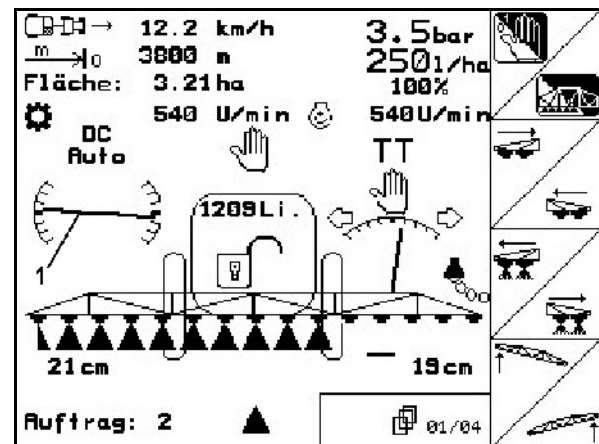 12.2 km/h 3.5bar
m 0 3800 m 250l/ha
Fläche: 3.21ha 100%
540 U/min 540U/min
DC
Auto
TT
1209Li.
1
21cm 19cm
Auftrag: 2 01/04